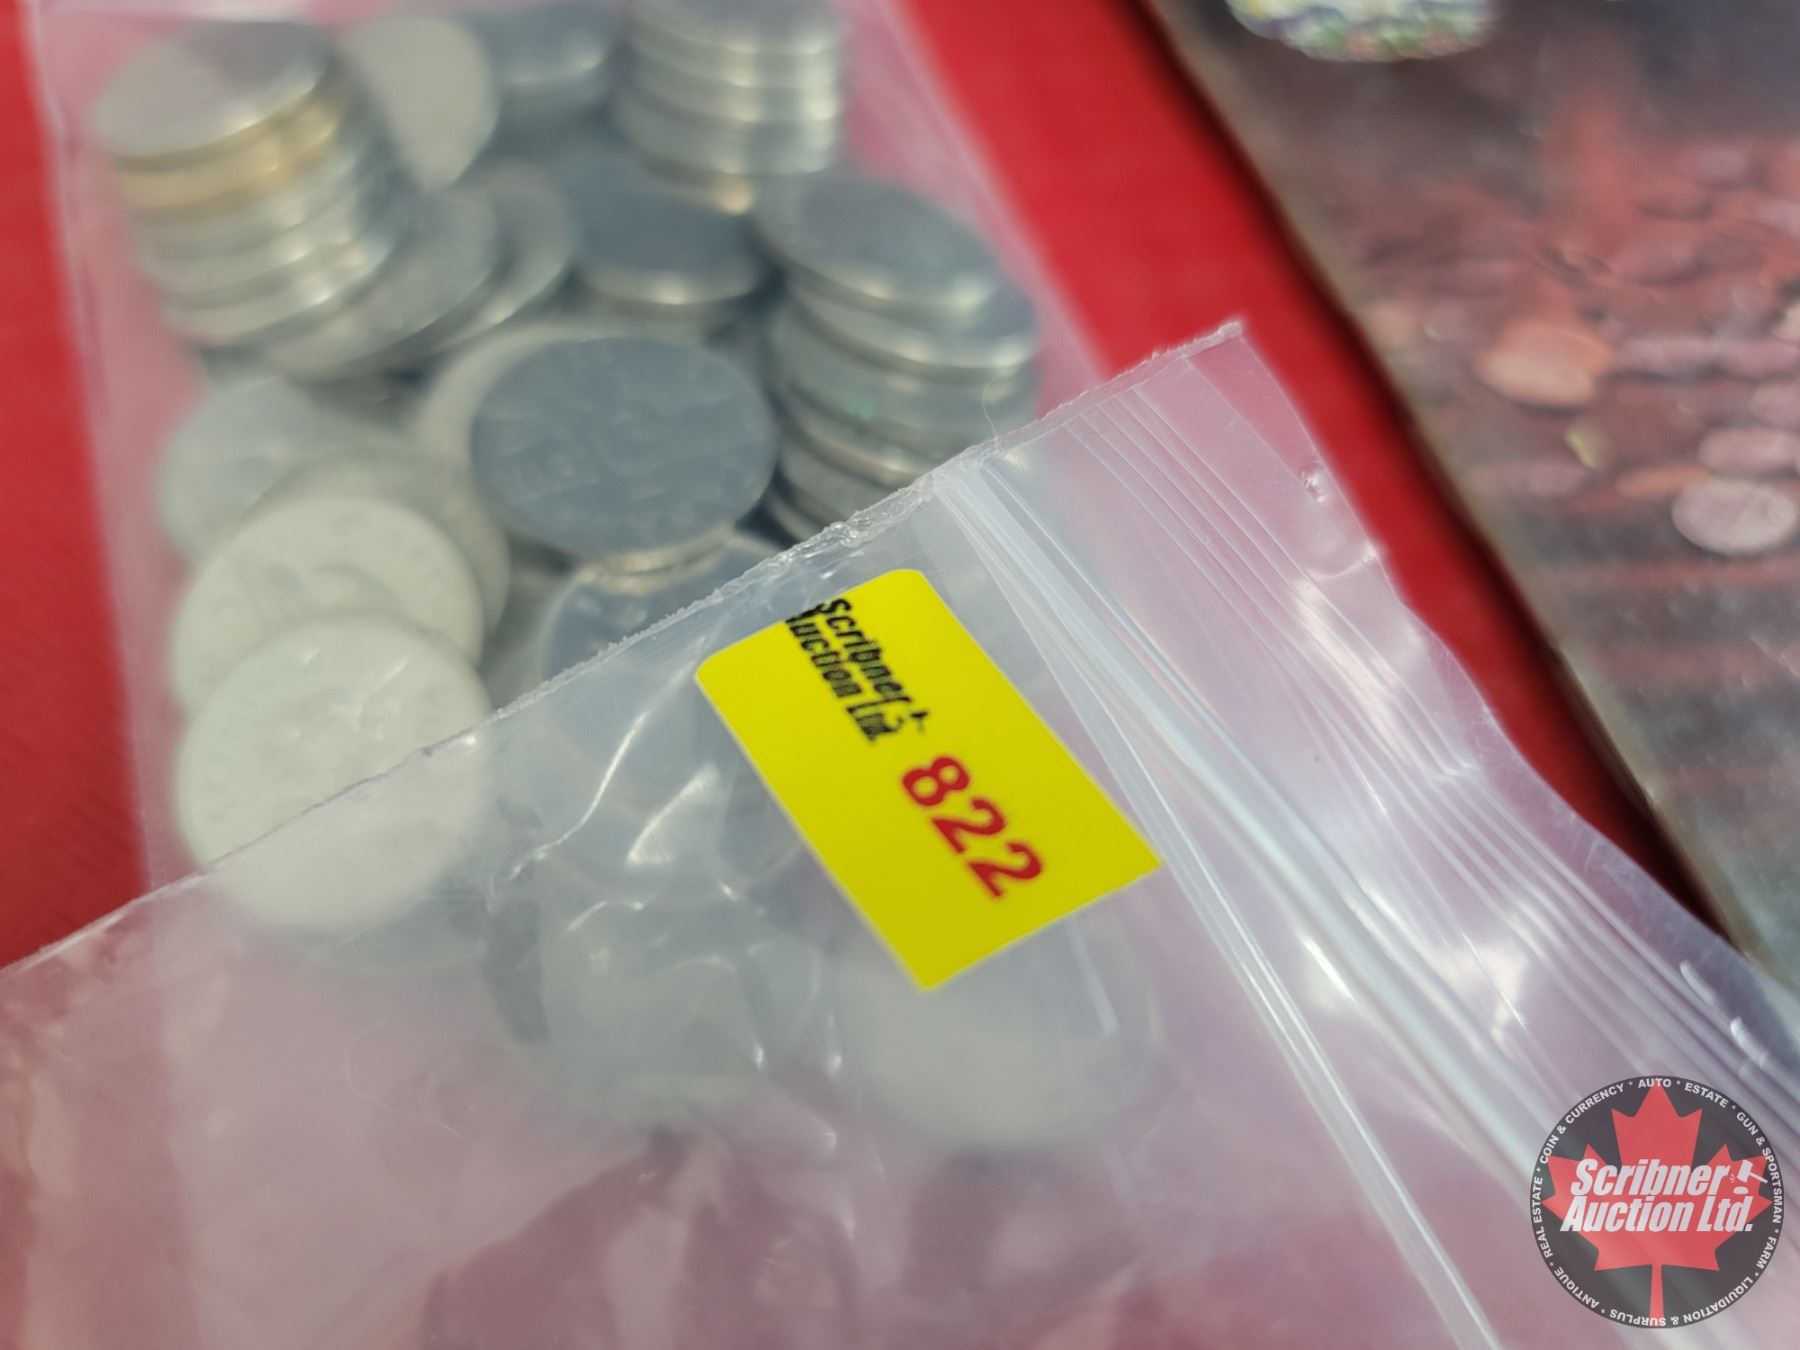 Scribner
Auction Ltd.
822
COIN & CURRENCY * AUTO * ESTATE * GUN & SPORTSMAN * FARM * LIQUIDATION & SURPLUS * ANTIQUE * REAL ESTATE *
Scribner
Auction Ltd.